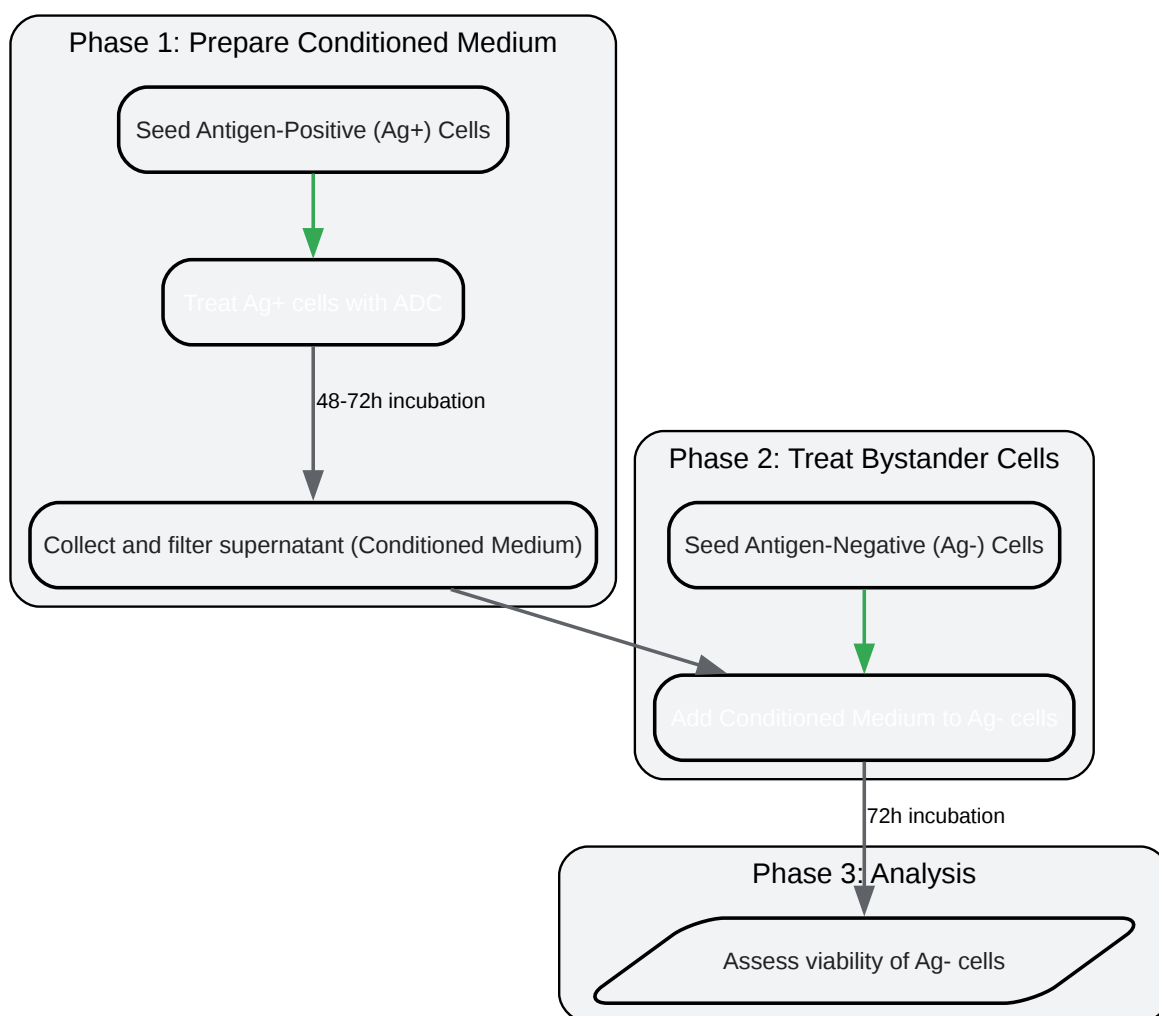 Phase 1: Prepare Conditioned Medium
Seed Antigen-Positive (Ag+) Cells
Treat Ag+ cells with ADC
48-72h incubation
Collect and filter supernatant (Conditioned Medium)
Phase 2: Treat Bystander Cells
Seed Antigen-Negative (Ag-) Cells
Add Conditioned Medium to Ag- cells
72h incubation
Phase 3: Analysis
Assess viability of Ag- cells